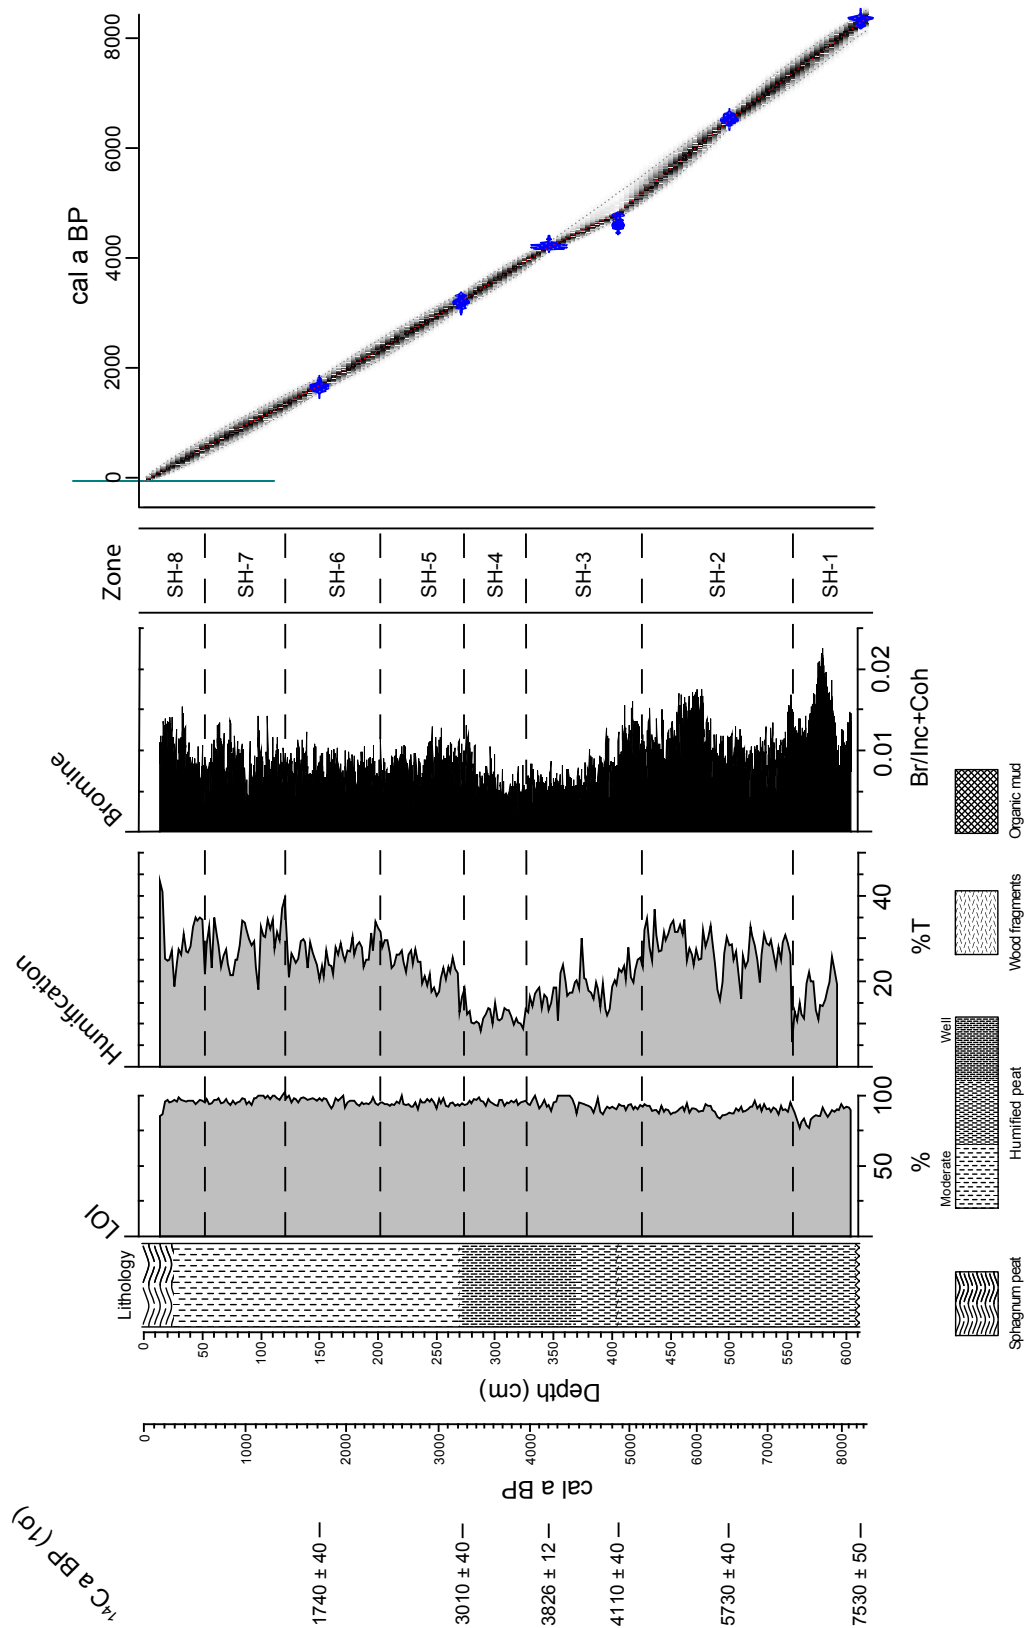 ¹⁴C a BP (1σ)
1740 ± 40
3010 ± 40
3826 ± 12
4110 ± 40
5730 ± 40
7530 ± 50
cal a BP
0
1000
2000
3000
4000
5000
6000
7000
8000
Depth (cm)
0
50
100
150
200
250
300
350
400
450
500
550
600
Lithology
LOI
50
100
%
Humification
20
40
%T
Bromine
0.01
0.02
Br/Inc+Coh
Zone
SH-8
SH-7
SH-6
SH-5
SH-4
SH-3
SH-2
SH-1
cal a BP
0
2000
4000
6000
8000
Sphagnum peat
Moderate
Well
Humified peat
Wood fragments
Organic mud